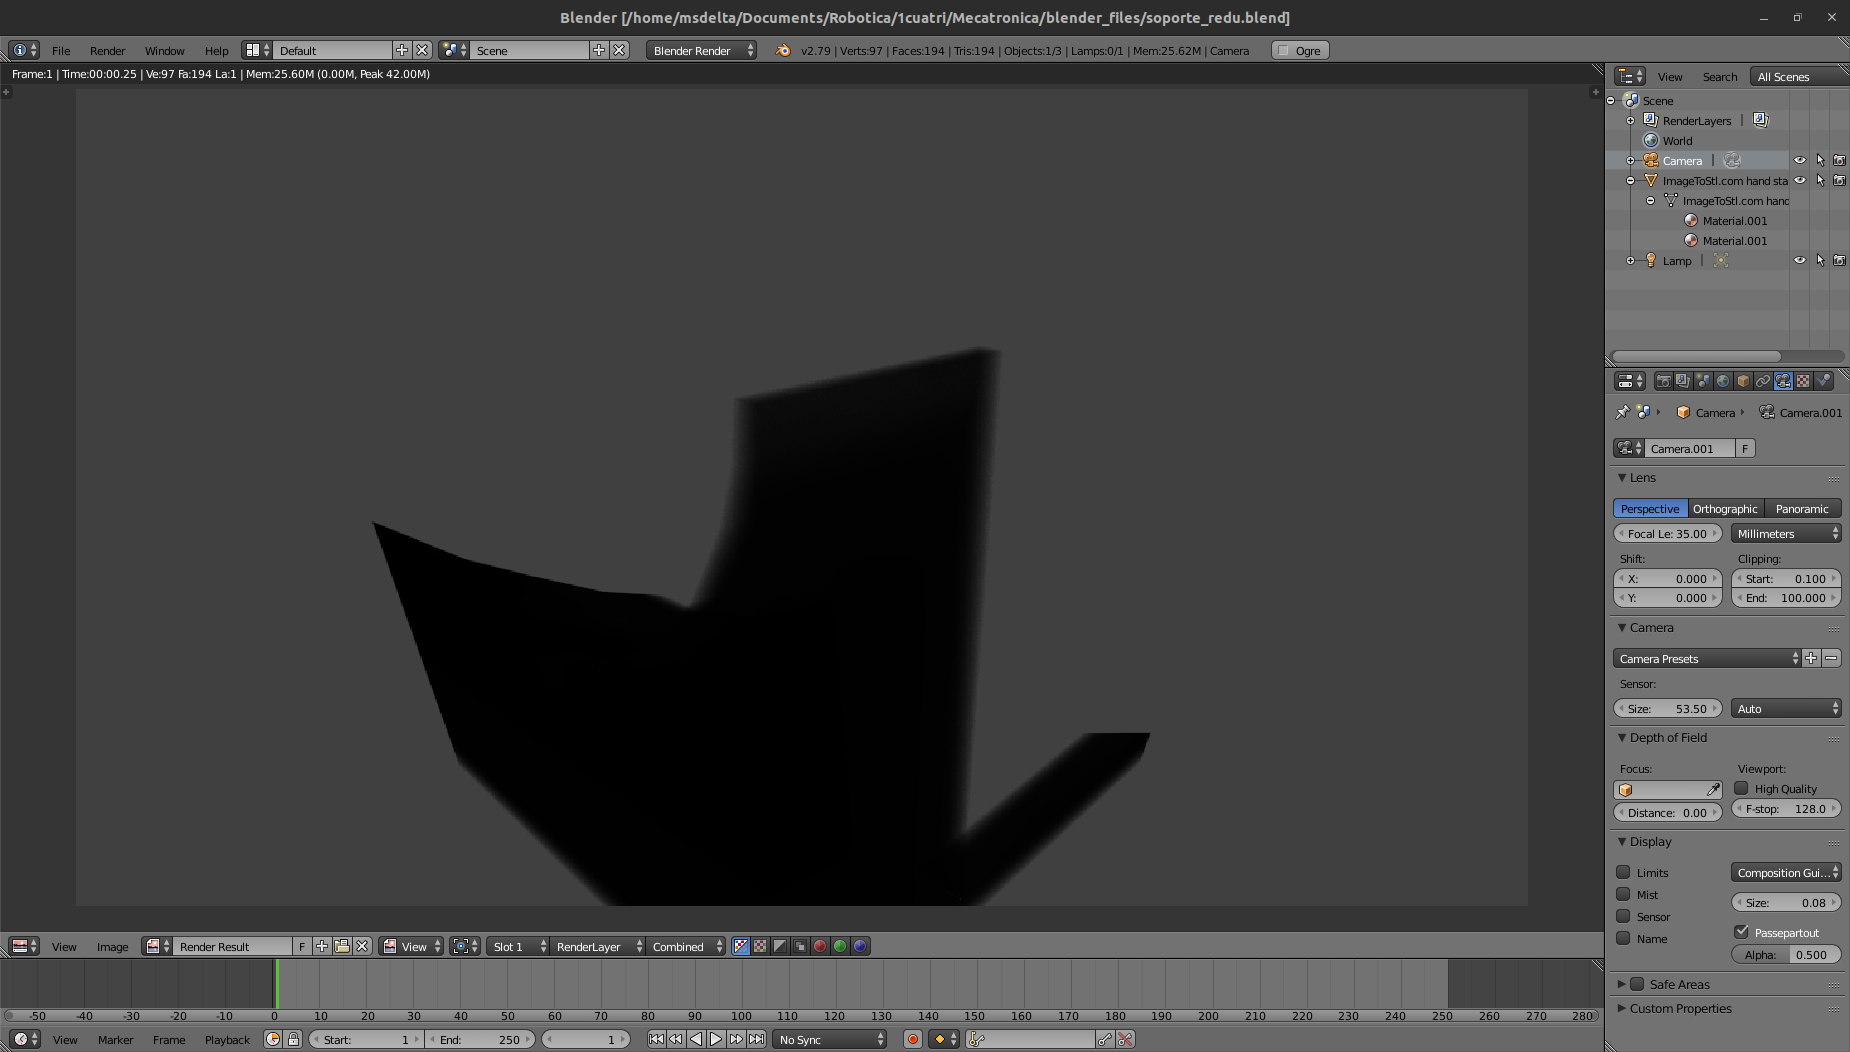 Blender [/home/msdelta/Documents/Robotica/1cuatri/Mecatronica/blender_files/soporte_redu.blend]
File Render Window Help Default Scene Blender Render v2.79 | Verts:97 | Faces:194 | Tris:194 | Objects:1/3 | Lamps:0/1 | Mem:25.62M | Camera Ogre
Frame:1 | Time:00:00.25 | Ve:97 Fa:194 La:1 | Mem:25.60M (0.00M, Peak 42.00M)
View Search All Scenes
Scene
RenderLayers |
World
Camera |
ImageToStl.com hand sta
ImageToStl.com hand
Material.001
Material.001
Lamp |
Camera Camera.001
Camera.001 F
Lens
Perspective Orthographic Panoramic
Focal Le: 35.00 Millimeters
Shift: Clipping:
X: 0.000 Start: 0.100
Y: 0.000 End: 100.000
Camera
Camera Presets
Sensor:
Size: 53.50 Auto
Depth of Field
Focus: Viewport:
High Quality
Distance: 0.00 F-stop: 128.0
Display
Limits Composition Gui...
Mist Size: 0.08
Sensor
Name Passepartout
Alpha: 0.500
Safe Areas
Custom Properties
View Image Render Result F View Slot 1 RenderLayer Combined
-50 -40 -30 -20 -10 0 10 20 30 40 50 60 70 80 90 100 110 120 130 140 150 160 170 180 190 200 210 220 230 240 250 260 270 280
View Marker Frame Playback Start: 1 End: 250 1 No Sync